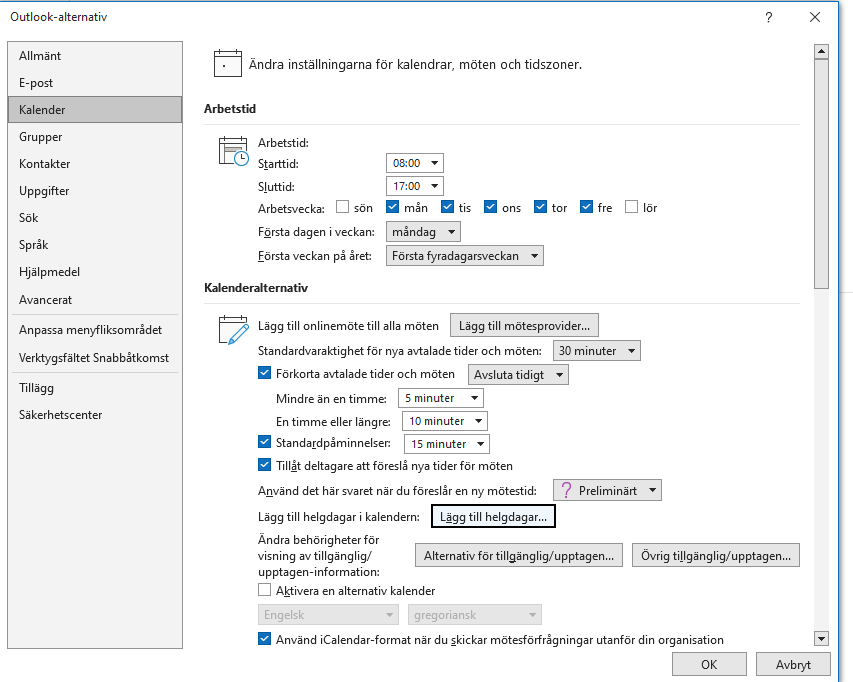 Outlook-alternativ
?
Allmänt
E-post
Kalender
Grupper
Kontakter
Uppgifter
Sök
Språk
Hjälpmedel
Avancerat
Anpassa menyfliksområdet
Verktygsfältet Snabbåtkomst
Tillägg
Säkerhetscenter
Ändra inställningarna för kalendrar, möten och tidszoner.
Arbetstid
Arbetstid:
Starttid: 08:00
Sluttid: 17:00
Arbetsvecka: sön mån tis ons tor fre lör
Första dagen i veckan: måndag
Första veckan på året: Första fyradagarsveckan
Kalenderalternativ
Lägg till onlinemöte till alla möten Lägg till mötesprovider...
Standardvaraktighet för nya avtalade tider och möten: 30 minuter
Förkorta avtalade tider och möten Avsluta tidigt
Mindre än en timme: 5 minuter
En timme eller längre: 10 minuter
Standardpåminnelser: 15 minuter
Tillåt deltagare att föreslå nya tider för möten
Använd det här svaret när du föreslår en ny mötestid: ? Preliminärt
Lägg till helgdagar i kalendern: Lägg till helgdagar...
Ändra behörigheter för
visning av tillgänglig/
upptagen-information:
Alternativ för tillgänglig/upptagen... Övrig tillgänglig/upptagen...
Aktivera en alternativ kalender
Engelsk gregoriansk
Använd iCalendar-format när du skickar mötesförfrågningar utanför din organisation
OK Avbryt